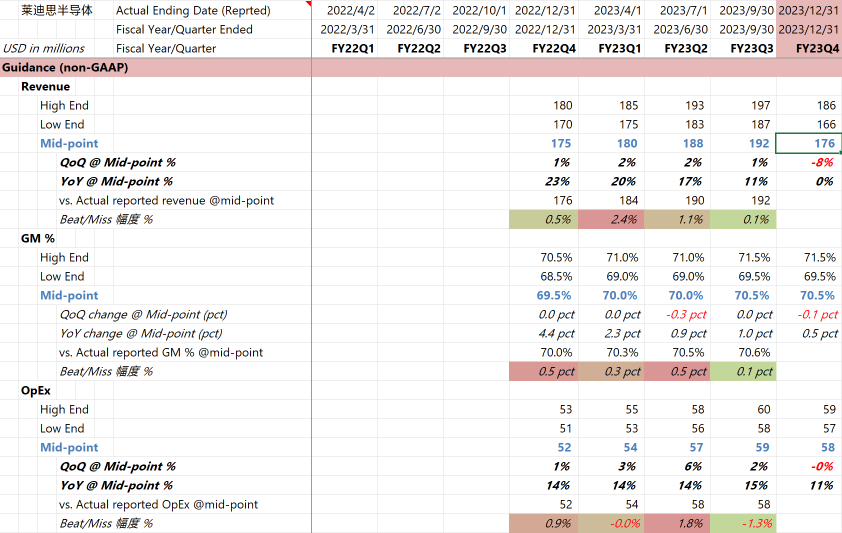 莱迪思半导体 Actual Ending Date (Reprted) 2022/4/2 2022/7/2 2022/10/1 2022/12/31 2023/4/1 2023/7/1 2023/9/30 2023/12/31
Fiscal Year/Quarter Ended 2022/3/31 2022/6/30 2022/9/30 2022/12/31 2023/3/31 2023/6/30 2023/9/30 2023/12/31
USD in millions Fiscal Year/Quarter FY22Q1 FY22Q2 FY22Q3 FY22Q4 FY23Q1 FY23Q2 FY23Q3 FY23Q4
Guidance (non-GAAP)
Revenue
High End 180 185 193 197 186
Low End 170 175 183 187 166
Mid-point 175 180 188 192 176
QoQ @ Mid-point % 1% 2% 2% 1% -8%
YoY @ Mid-point % 23% 20% 17% 11% 0%
vs. Actual reported revenue @mid-point 176 184 190 192
Beat/Miss 幅度 % 0.5% 2.4% 1.1% 0.1%
GM %
High End 70.5% 71.0% 71.0% 71.5% 71.5%
Low End 68.5% 69.0% 69.0% 69.5% 69.5%
Mid-point 69.5% 70.0% 70.0% 70.5% 70.5%
QoQ change @ Mid-point (pct) 0.0 pct 0.0 pct -0.3 pct 0.0 pct -0.1 pct
YoY change @ Mid-point (pct) 4.4 pct 2.3 pct 0.9 pct 1.0 pct 0.5 pct
vs. Actual reported GM % @mid-point 70.0% 70.3% 70.5% 70.6%
Beat/Miss 幅度 % 0.5 pct 0.3 pct 0.5 pct 0.1 pct
OpEx
High End 53 55 58 60 59
Low End 51 53 56 58 57
Mid-point 52 54 57 59 58
QoQ @ Mid-point % 1% 3% 6% 2% -0%
YoY @ Mid-point % 14% 14% 14% 15% 11%
vs. Actual reported OpEx @mid-point 52 54 58 58
Beat/Miss 幅度 % 0.9% -0.0% 1.8% -1.3%